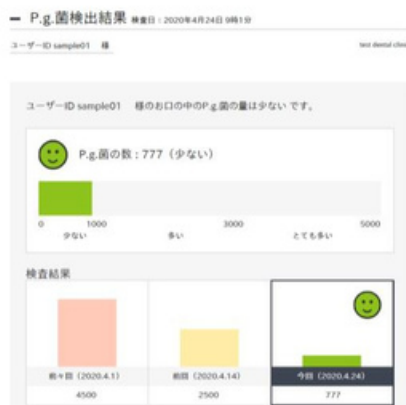 P.g.菌検出結果 検査日:2020年4月24日 9時1分
ユーザーID sample01 様
test dental clinic
ユーザーID sample01 様のお口の中のP.g.菌の量は少ない です。
P.g.菌の数:777(少ない)
0 1000 3000 5000
少ない 多い とても多い
検査結果
前々回(2020.4.1) 前回(2020.4.14) 今回(2020.4.24)
4500 2500 777